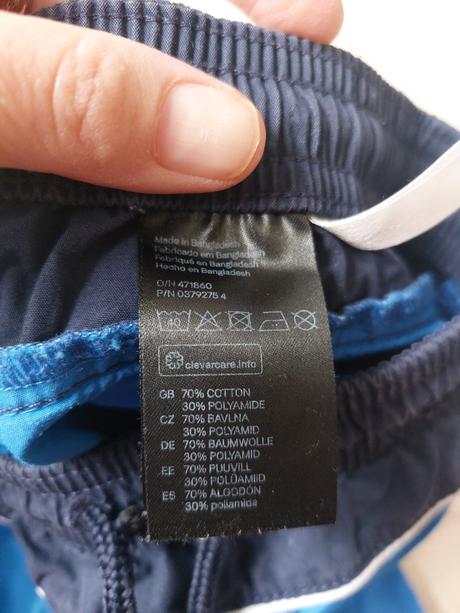 Made in Bangladesh
Fabricado em Bangladesh
Fabriqué en Bangladesh
Hecho en Bangladesh
O/N 471860
P/N 0379275 4
40
clevercare.info
GB 70% COTTON
30% POLYAMIDE
CZ 70% BAVLNA
30% POLYAMID
DE 70% BAUMWOLLE
30% POLYAMID
EE 70% PUUVILL
30% POLÜAMIID
ES 70% ALGODÓN
30% poliamida